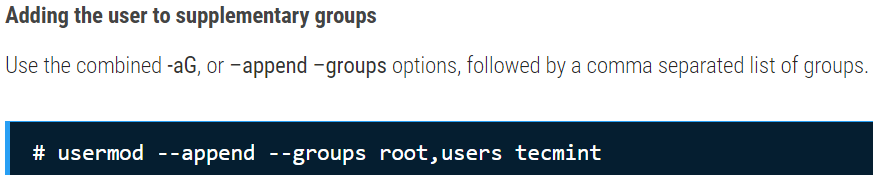 Adding the user to supplementary groups
Use the combined -aG, or –append –groups options, followed by a comma separated list of groups.
# usermod --append --groups root,users tecmint